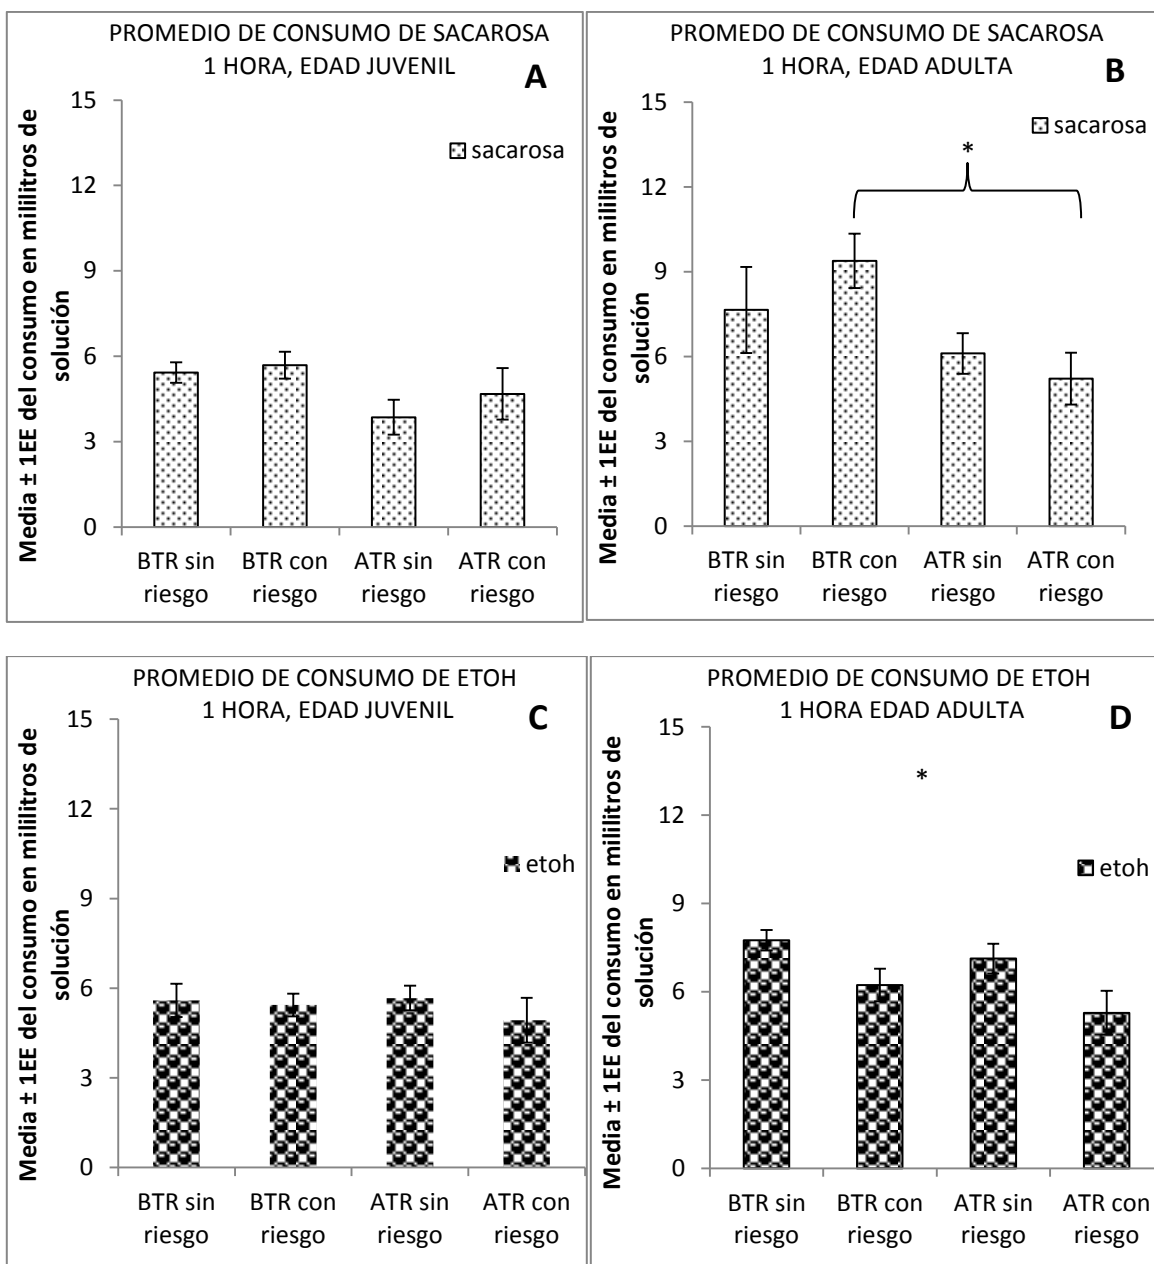 PROMEDIO DE CONSUMO DE SACAROSA
1 HORA, EDAD JUVENIL
A
Media ± 1EE del consumo en mililitros de
solución
15
12
9
6
3
0
sacarosa
BTR sin
riesgo
BTR con
riesgo
ATR sin
riesgo
ATR con
riesgo
PROMEDO DE CONSUMO DE SACAROSA
1 HORA, EDAD ADULTA
B
Media ± 1EE del consumo en mililitros de
solución
15
12
9
6
3
0
sacarosa
*
BTR sin
riesgo
BTR con
riesgo
ATR sin
riesgo
ATR con
riesgo
PROMEDIO DE CONSUMO DE ETOH
1 HORA, EDAD JUVENIL
C
Media ± 1EE del consumo en mililitros de
solución
15
12
9
6
3
0
etoh
BTR sin
riesgo
BTR con
riesgo
ATR sin
riesgo
ATR con
riesgo
PROMEDIO DE CONSUMO DE ETOH
1 HORA EDAD ADULTA
D
Media ± 1EE del consumo en mililitros de
solución
15
12
9
6
3
0
*
etoh
BTR sin
riesgo
BTR con
riesgo
ATR sin
riesgo
ATR con
riesgo